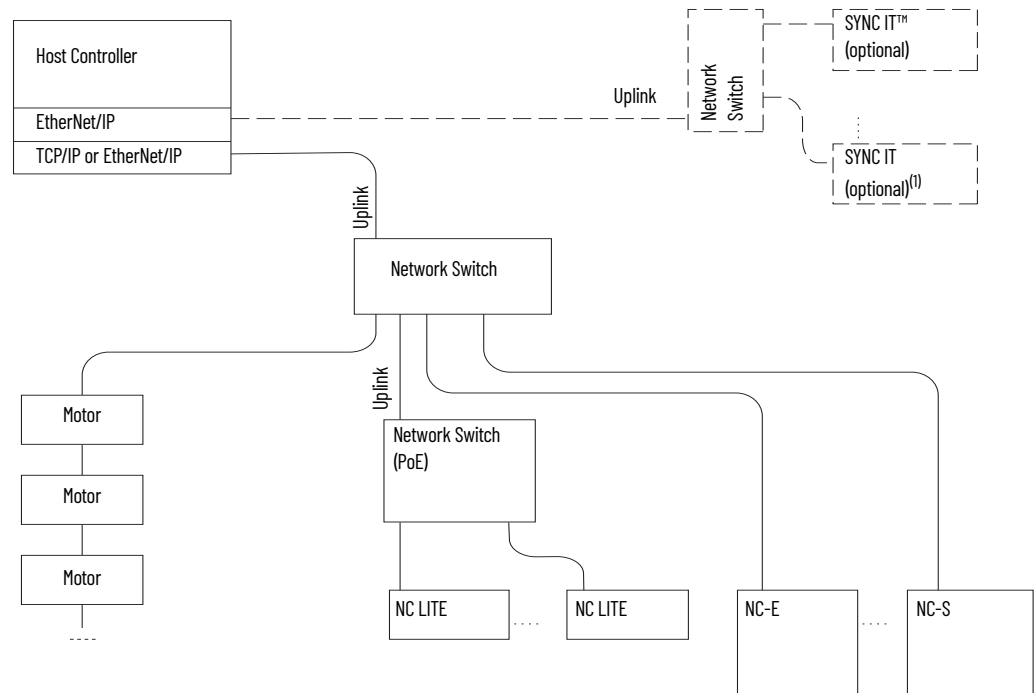 Host Controller
EtherNet/IP
TCP/IP or EtherNet/IP
Uplink
Network
Switch
SYNC IT™
(optional)
SYNC IT
(optional)(1)
Uplink
Network Switch
Uplink
Motor
Motor
Motor
Network Switch
(PoE)
NC LITE
NC LITE
NC-E
NC-S